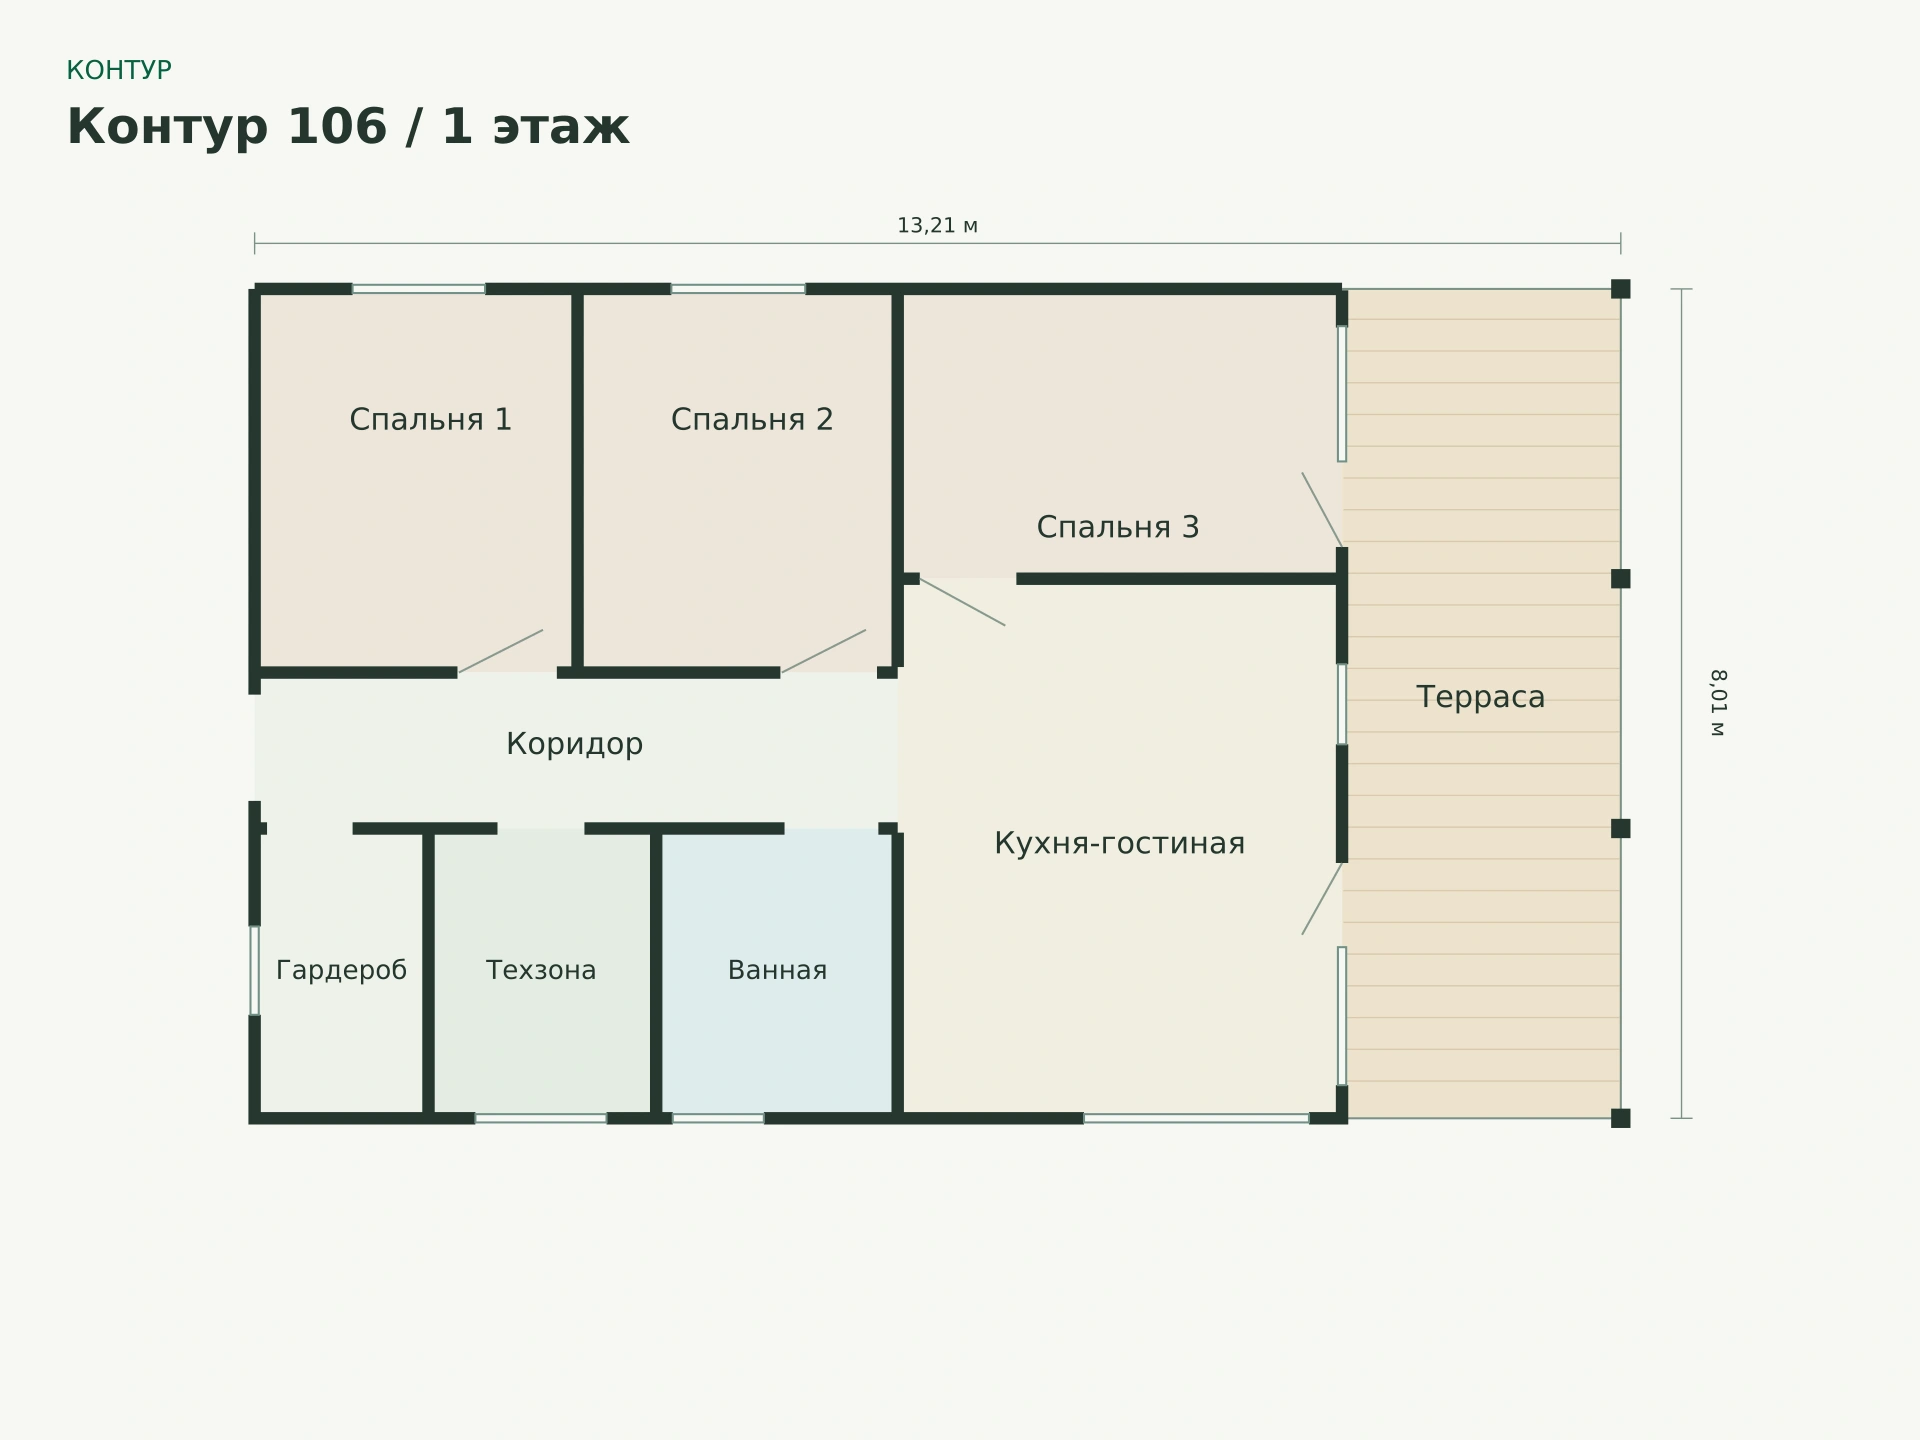 КОНТУР
Контур 106 / 1 этаж
13,21 м
Спальня 1
Спальня 2
Спальня 3
Терраса
8,01 м
Коридор
Кухня-гостиная
Гардероб
Техзона
Ванная